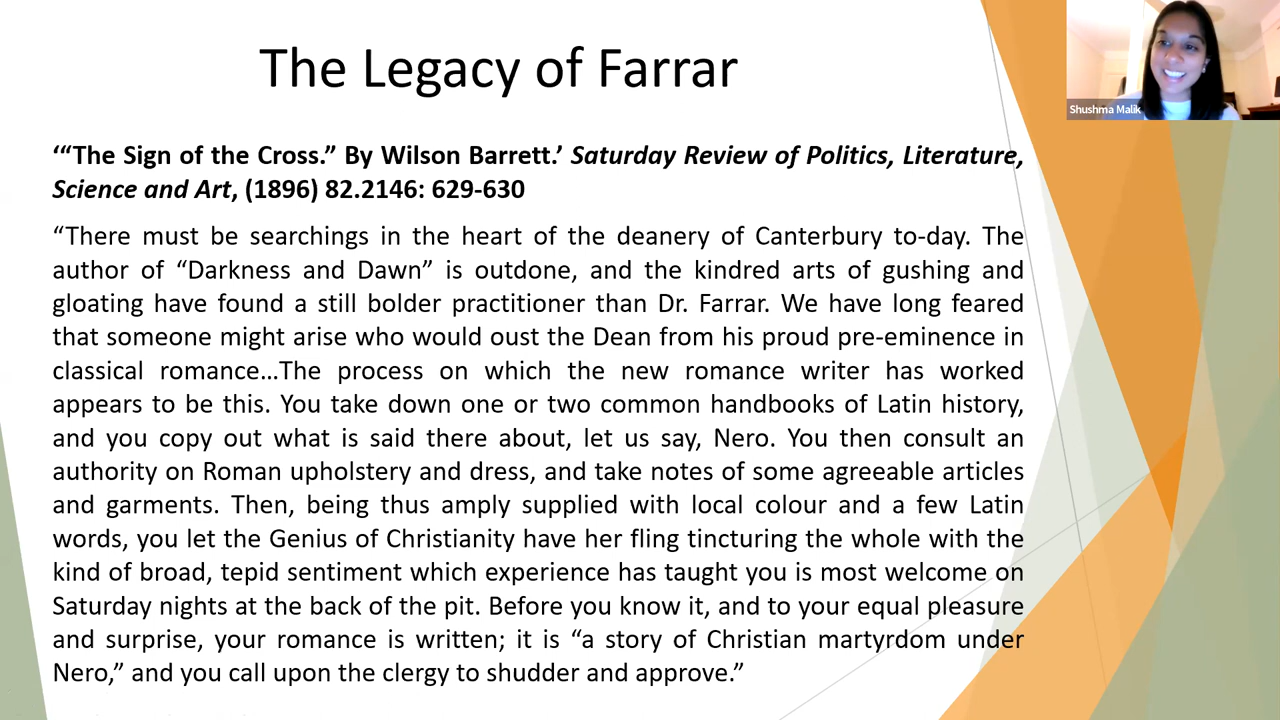 The Legacy of Farrar
Shushma Malik
‘“The Sign of the Cross.” By Wilson Barrett.’ Saturday Review of Politics, Literature,
Science and Art, (1896) 82.2146: 629-630
“There must be searchings in the heart of the deanery of Canterbury to-day. The
author of “Darkness and Dawn” is outdone, and the kindred arts of gushing and
gloating have found a still bolder practitioner than Dr. Farrar. We have long feared
that someone might arise who would oust the Dean from his proud pre-eminence in
classical romance…The process on which the new romance writer has worked
appears to be this. You take down one or two common handbooks of Latin history,
and you copy out what is said there about, let us say, Nero. You then consult an
authority on Roman upholstery and dress, and take notes of some agreeable articles
and garments. Then, being thus amply supplied with local colour and a few Latin
words, you let the Genius of Christianity have her fling tincturing the whole with the
kind of broad, tepid sentiment which experience has taught you is most welcome on
Saturday nights at the back of the pit. Before you know it, and to your equal pleasure
and surprise, your romance is written; it is “a story of Christian martyrdom under
Nero,” and you call upon the clergy to shudder and approve.”